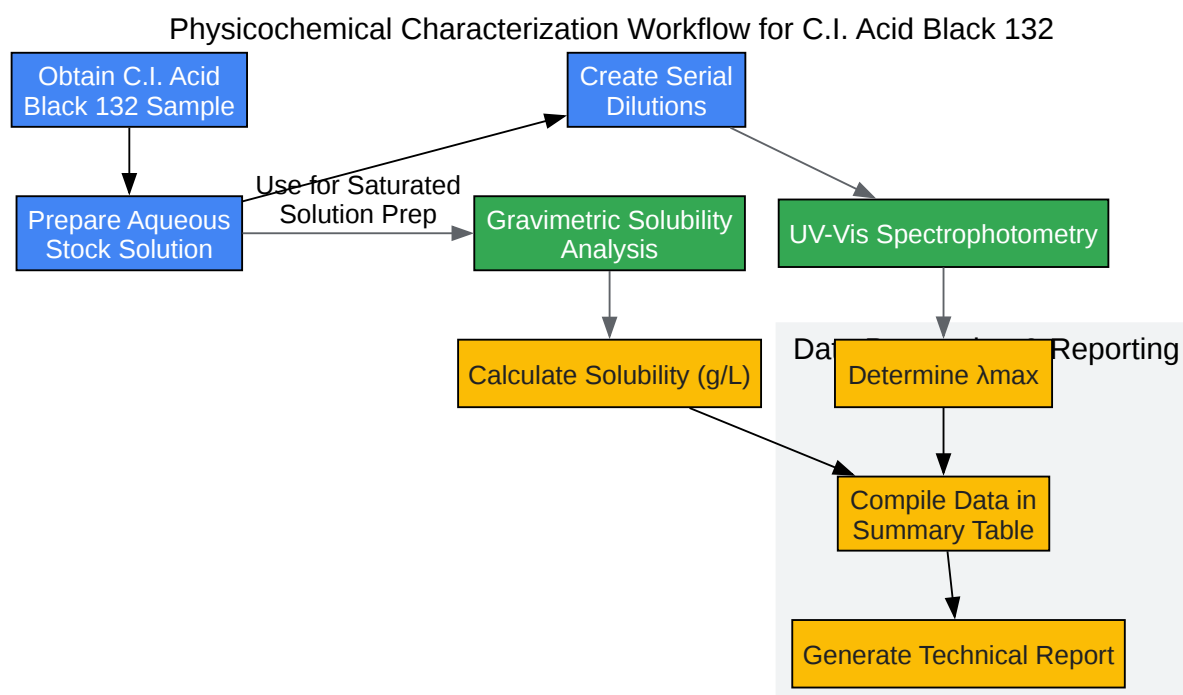 Physicochemical Characterization Workflow for C.I. Acid Black 132
Obtain C.I. Acid
Black 132 Sample
Create Serial
Dilutions
Use for Saturated
Solution Prep
Prepare Aqueous
Stock Solution
Gravimetric Solubility
Analysis
UV-Vis Spectrophotometry
Reporting
Calculate Solubility (g/L)
Determine λmax
Compile Data in
Summary Table
Generate Technical Report